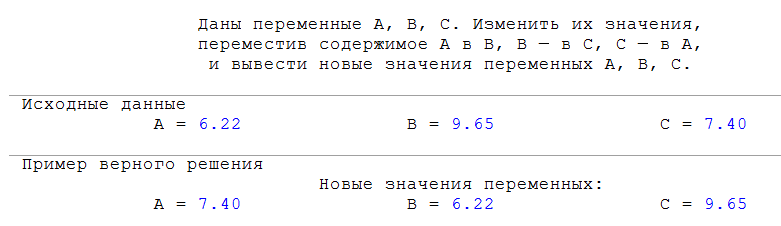 Даны переменные A, B, C. Изменить их значения,
переместив содержимое A в B, B — в C, C — в A,
и вывести новые значения переменных A, B, C.
Исходные данные
A = 6.22 B = 9.65 C = 7.40
Пример верного решения
Новые значения переменных:
A = 7.40 B = 6.22 C = 9.65